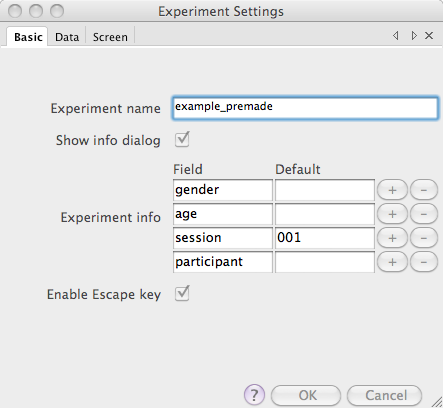 Experiment Settings
Basic Data Screen
Experiment name example_premade
Show info dialog
Field Default
gender + -
Experiment info age + -
session 001 + -
participant + -
Enable Escape key
? OK Cancel